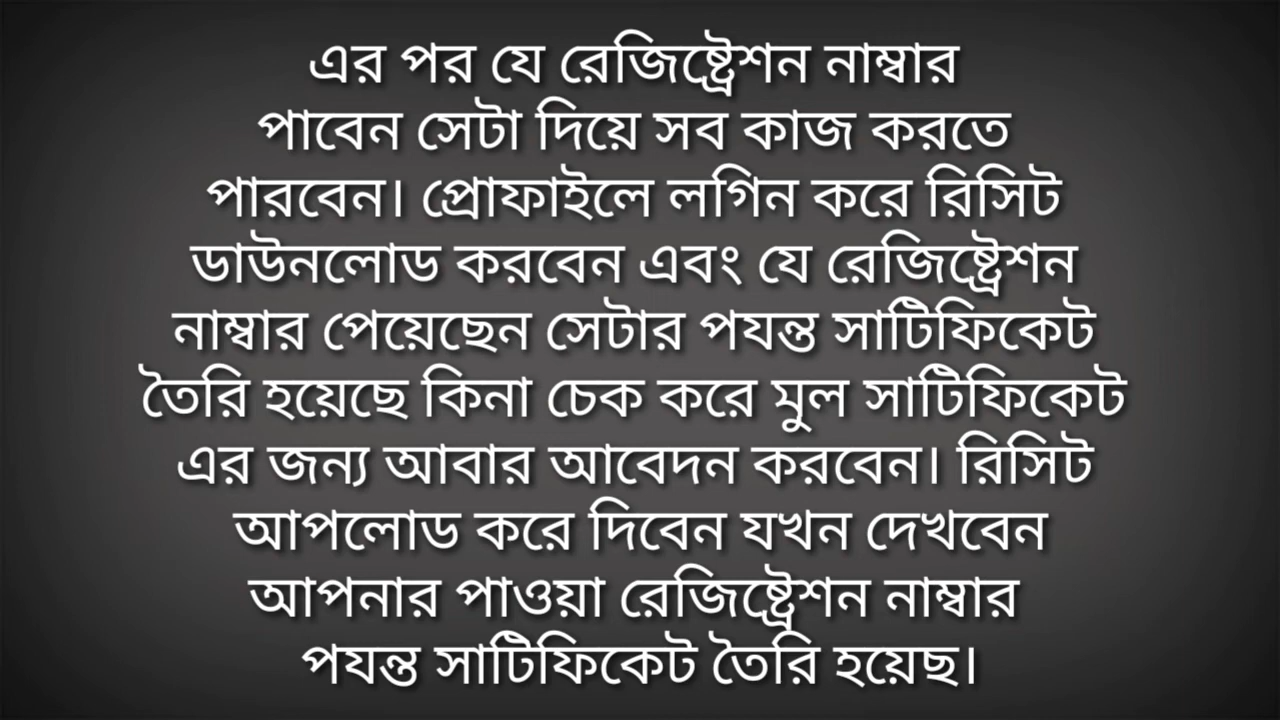 এর পর যে রেজিষ্ট্রেশন নাম্বার
পাবেন সেটা দিয়ে সব কাজ করতে
পারবেন। প্রোফাইলে লগিন করে রিসিট
ডাউনলোড করবেন এবং যে রেজিষ্ট্রেশন
নাম্বার পেয়েছেন সেটার পযন্ত সাটিফিকেট
তৈরি হয়েছে কিনা চেক করে মুল সাটিফিকেট
এর জন্য আবার আবেদন করবেন। রিসিট
আপলোড করে দিবেন যখন দেখবেন
আপনার পাওয়া রেজিষ্ট্রেশন নাম্বার
পযন্ত সাটিফিকেট তৈরি হয়েছ।